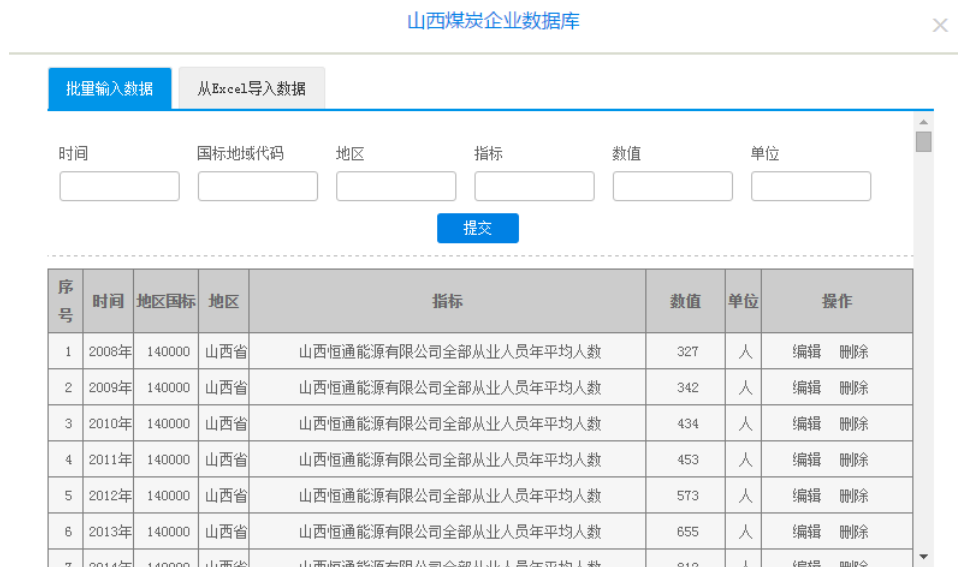 山西煤炭企业数据库
×
批量输入数据 从Excel导入数据
时间 国标地域代码 地区 指标 数值 单位
提交
序号 时间 地区国标 地区 指标 数值 单位 操作
1 2008年 140000 山西省 山西恒通能源有限公司全部从业人员年平均人数 327 人 编辑 删除
2 2009年 140000 山西省 山西恒通能源有限公司全部从业人员年平均人数 342 人 编辑 删除
3 2010年 140000 山西省 山西恒通能源有限公司全部从业人员年平均人数 434 人 编辑 删除
4 2011年 140000 山西省 山西恒通能源有限公司全部从业人员年平均人数 453 人 编辑 删除
5 2012年 140000 山西省 山西恒通能源有限公司全部从业人员年平均人数 573 人 编辑 删除
6 2013年 140000 山西省 山西恒通能源有限公司全部从业人员年平均人数 655 人 编辑 删除